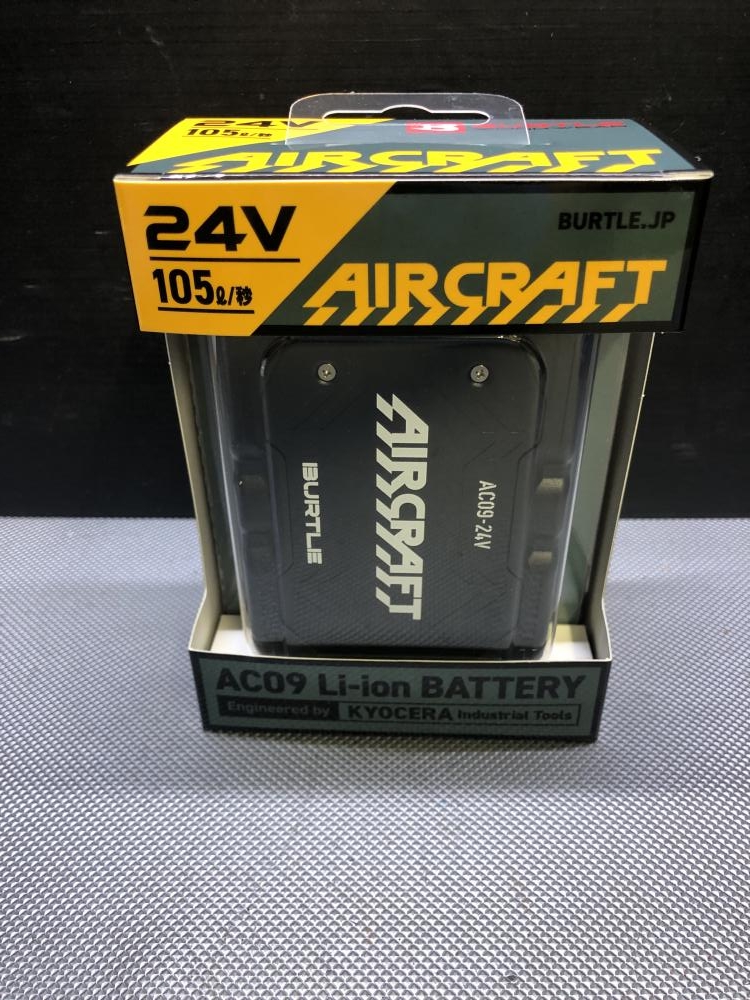 24V
105ℓ/秒
BURTLE
AIRCRAFT
24V
105ℓ/秒
BURTLE.JP
AIRCRAFT
AIRCRAFT
BURTLE
AC09-24V
AC09 Li-ion BATTERY
Engineered by KYOCERA Industrial Tools